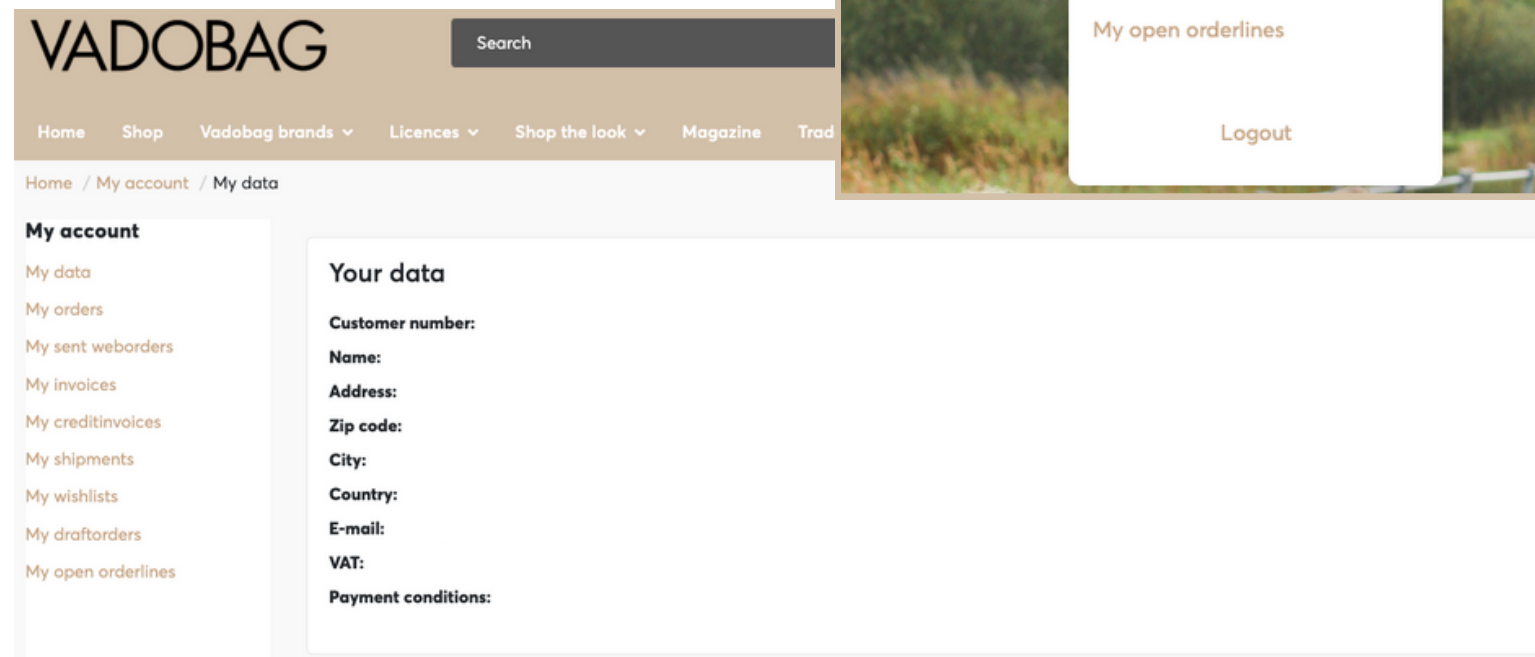 VADOBAG
Search
Home Shop Vadobag brands Licences Shop the look Magazine Trad
My open orderlines
Logout
Home / My account / My data
My account
My data
My orders
My sent weborders
My invoices
My creditinvoices
My shipments
My wishlists
My draftorders
My open orderlines
Your data
Customer number:
Name:
Address:
Zip code:
City:
Country:
E-mail:
VAT:
Payment conditions: